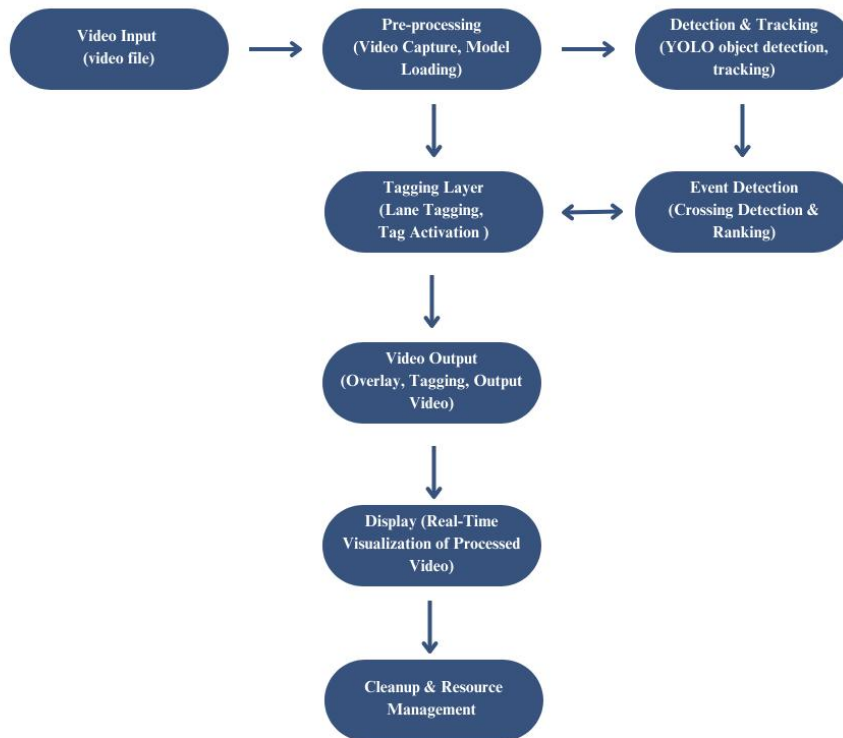 Video Input
(video file)
Pre-processing
(Video Capture, Model
Loading)
Detection & Tracking
(YOLO object detection,
tracking)
Tagging Layer
(Lane Tagging,
Tag Activation )
Event Detection
(Crossing Detection &
Ranking)
Video Output
(Overlay, Tagging, Output
Video)
Display (Real-Time
Visualization of Processed
Video)
Cleanup & Resource
Management